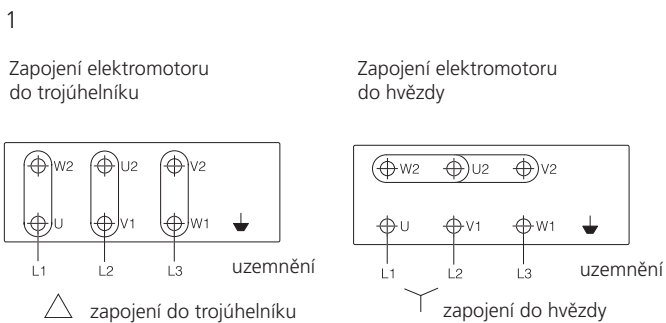 1
Zapojení elektromotoru
do trojúhelníku
W2 U2 V2
U V1 W1
L1 L2 L3 uzemnění
zapojení do trojúhelníku
Zapojení elektromotoru
do hvězdy
W2 U2 V2
U V1 W1
L1 L2 L3 uzemnění
zapojení do hvězdy